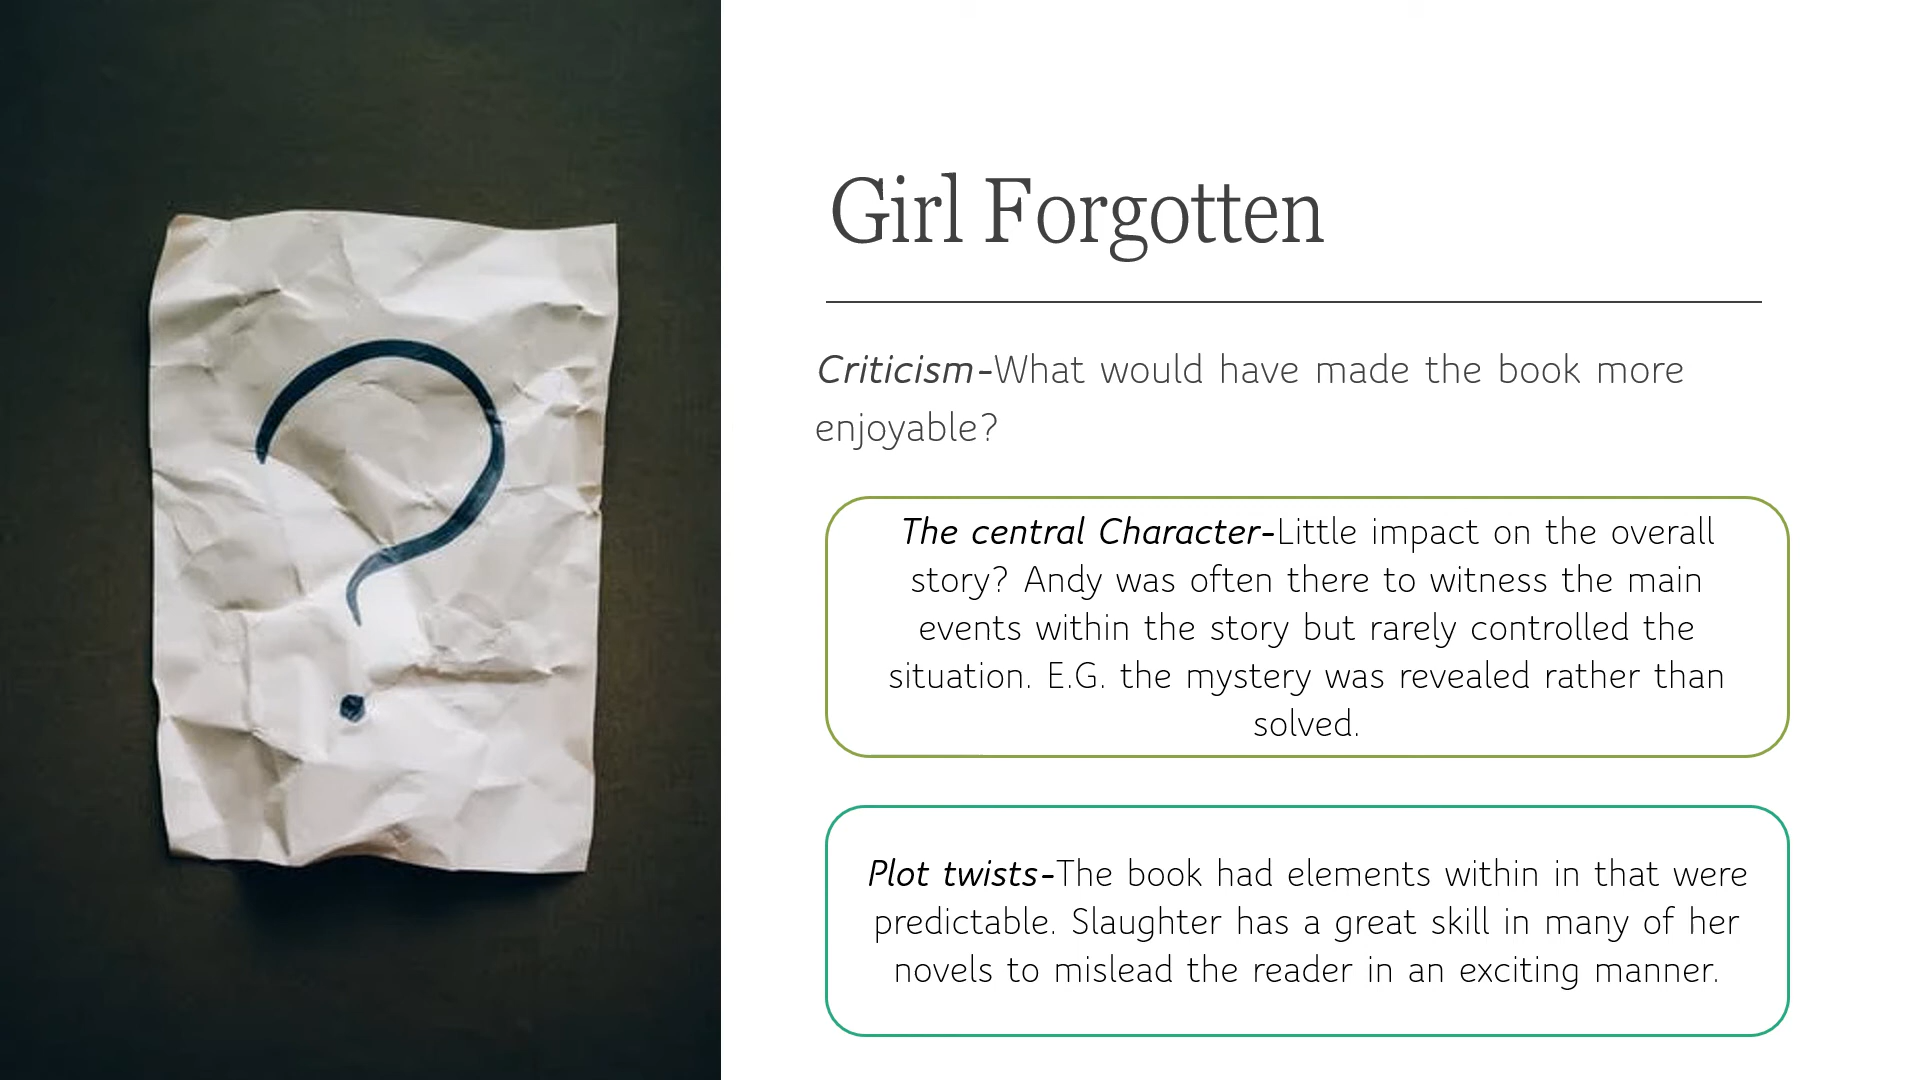 Girl Forgotten
Criticism-What would have made the book more
enjoyable?
The central Character-Little impact on the overall
story? Andy was often there to witness the main
events within the story but rarely controlled the
situation. E.G. the mystery was revealed rather than
solved.
Plot twists-The book had elements within in that were
predictable. Slaughter has a great skill in many of her
novels to mislead the reader in an exciting manner.
?